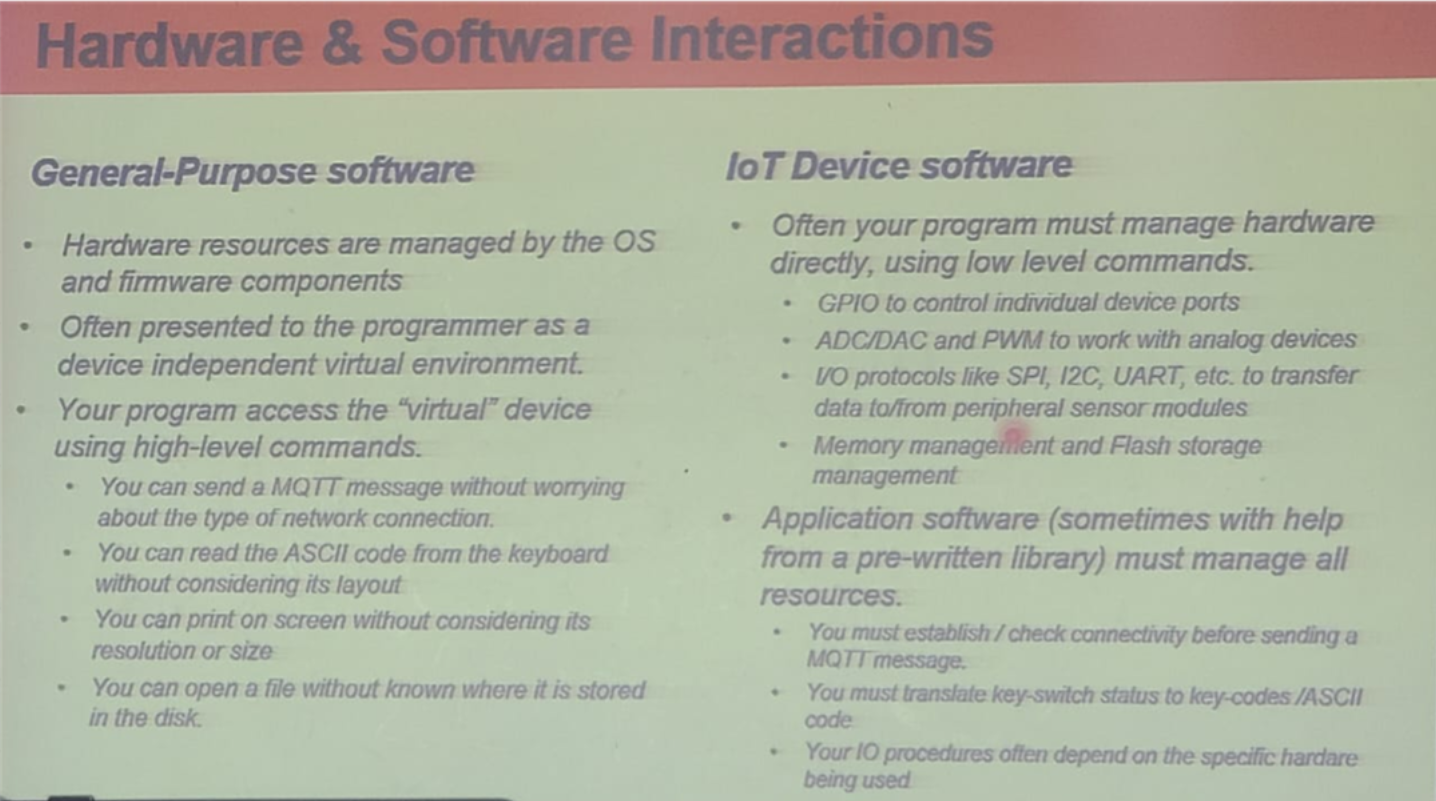 Hardware & Software Interactions
General-Purpose software
• Hardware resources are managed by the OS
and firmware components
• Often presented to the programmer as a
device independent virtual environment.
• Your program access the “virtual” device
using high-level commands.
• You can send a MQTT message without worrying
about the type of network connection.
• You can read the ASCII code from the keyboard
without considering its layout
• You can print on screen without considering its
resolution or size
• You can open a file without known where it is stored
in the disk.
IoT Device software
• Often your program must manage hardware
directly, using low level commands.
• GPIO to control individual device ports
• ADC/DAC and PWM to work with analog devices
• I/O protocols like SPI, I2C, UART, etc. to transfer
data to/from peripheral sensor modules
• Memory management and Flash storage
management
• Application software (sometimes with help
from a pre-written library) must manage all
resources.
• You must establish / check connectivity before sending a
MQTT message.
• You must translate key-switch status to key-codes /ASCII
code
• Your IO procedures often depend on the specific hardare
being used